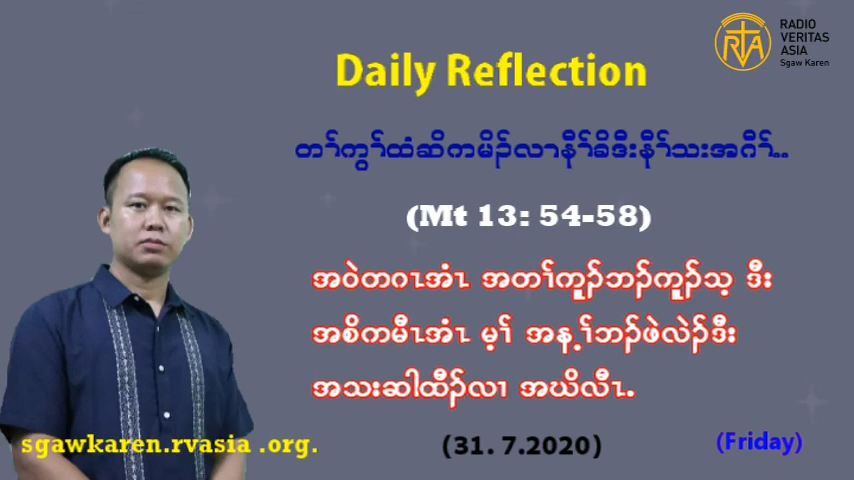 RADIO
VERITAS
ASIA
Sgaw Karen
RVA
Daily Reflection
တၢ်ကွၢ်ထံဆိကမိၣ်လၢနီၢ်ခိဒီးနီၢ်သးအဂီၢ်..
(Mt 13: 54-58)
အဝဲတဂၤအံၤ အတၢ်ကူၣ်ဘၣ်ကူၣ်သ့ ဒီး
အစိကမီၤအံၤ မ့ၢ် အန့ၢ်ဘၣ်ဖဲလဲၣ်ဒီး
အသးဆါထီၣ်လၢ အဃိလီၤ.
sgawkaren.rvasia .org.
(31. 7.2020)
(Friday)